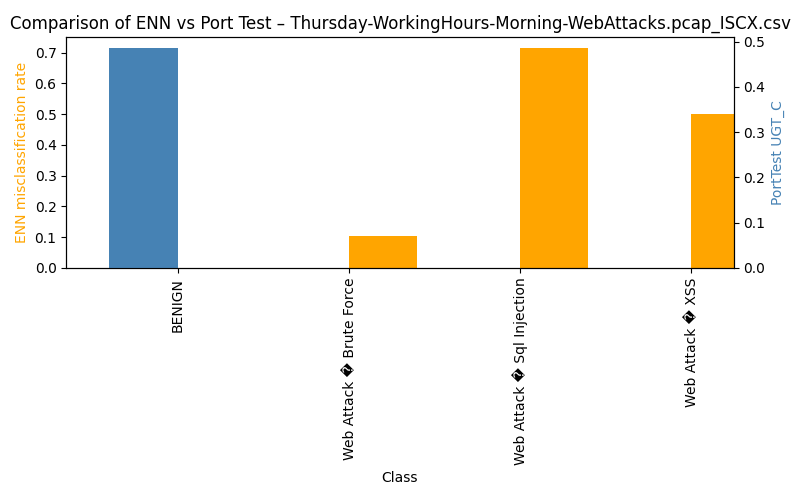 Comparison of ENN vs Port Test – Thursday-WorkingHours-Morning-WebAttacks.pcap_ISCX.csv
ENN misclassification rate
0.7
0.6
0.5
0.4
0.3
0.2
0.1
0.0
0.5
0.4
0.3
0.2
0.1
0.0
PortTest UGT_C
BENIGN
Web Attack � Brute Force
Web Attack � Sql Injection
Web Attack � XSS
Class